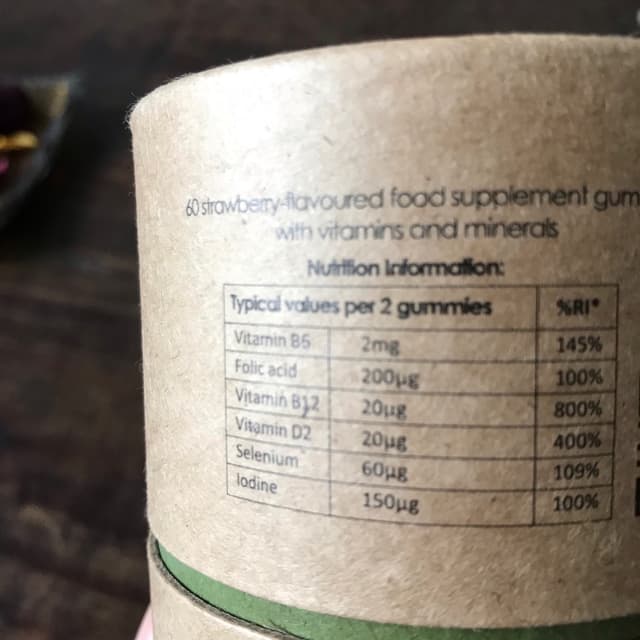 60 strawberry-flavoured food supplement gum
with vitamins and minerals
Nutrition Information:
Typical values per 2 gummies %RI*
Vitamin B6 2mg 145%
Folic acid 200µg 100%
Vitamin B12 20µg 800%
Vitamin D2 20µg 400%
Selenium 60µg 109%
Iodine 150µg 100%